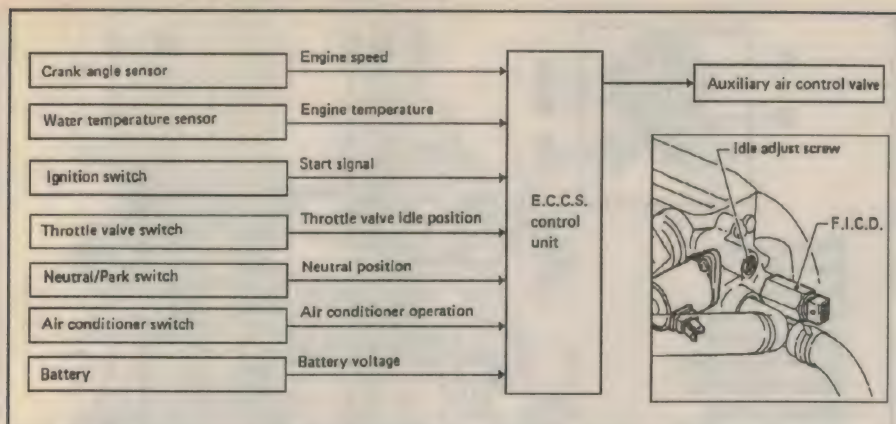 Crank angle sensor
Engine speed
Water temperature sensor
Engine temperature
Ignition switch
Start signal
Throttle valve switch
Throttle valve idle position
Neutral/Park switch
Neutral position
Air conditioner switch
Air conditioner operation
Battery
Battery voltage
E.C.C.S.
control
unit
Auxiliary air control valve
Idle adjust screw
F.I.C.D.